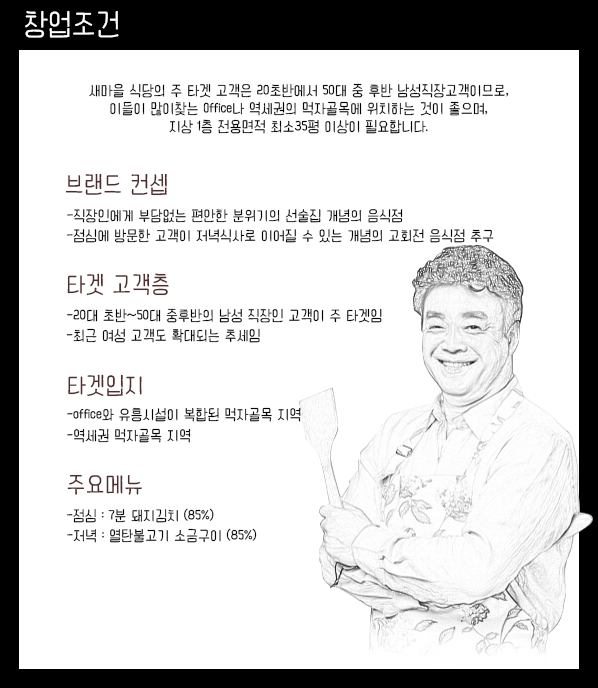 창업조건
새마을 식당의 주 타겟 고객은 20초반에서 50대 중 후반 남성직장고객이므로,
이들이 많이찾는 Office나 역세권의 먹자골목에 위치하는 것이 좋으며,
지상 1층 전용면적 최소35평 이상이 필요합니다.
브랜드 컨셉
-직장인에게 부담없는 편안한 분위기의 선술집 개념의 음식점
-점심에 방문한 고객이 저녁식사로 이어질 수 있는 개념의 고회전 음식점 추구
타겟 고객층
-20대 초반~50대 중후반의 남성 직장인 고객이 주 타겟임
-최근 여성 고객도 확대되는 추세임
타겟입지
-office와 유흥시설이 복합된 먹자골목 지역
-역세권 먹자골목 지역
주요메뉴
-점심 : 7분 돼지김치 (85%)
-저녁 : 열탄불고기 소금구이 (85%)